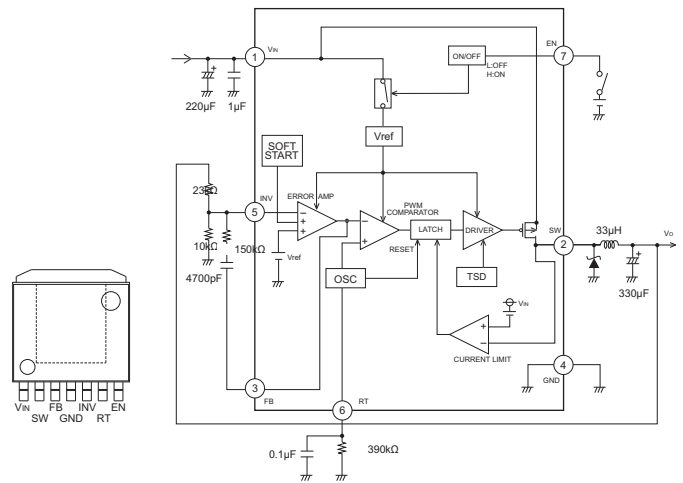 VIN
1
EN
7
ON/OFF
L:OFF
H:ON
220µF
1µF
Vref
SOFT
START
23kΩ
5
INV
ERROR AMP
PWM
COMPARATOR
LATCH
DRIVER
SW
2
33µH
VO
10kΩ
150kΩ
Vref
RESET
4700pF
OSC
TSD
330µF
VIN
CURRENT LIMIT
4
GND
3
FB
6
RT
0.1µF
390kΩ
VIN FB INV EN
SW GND RT